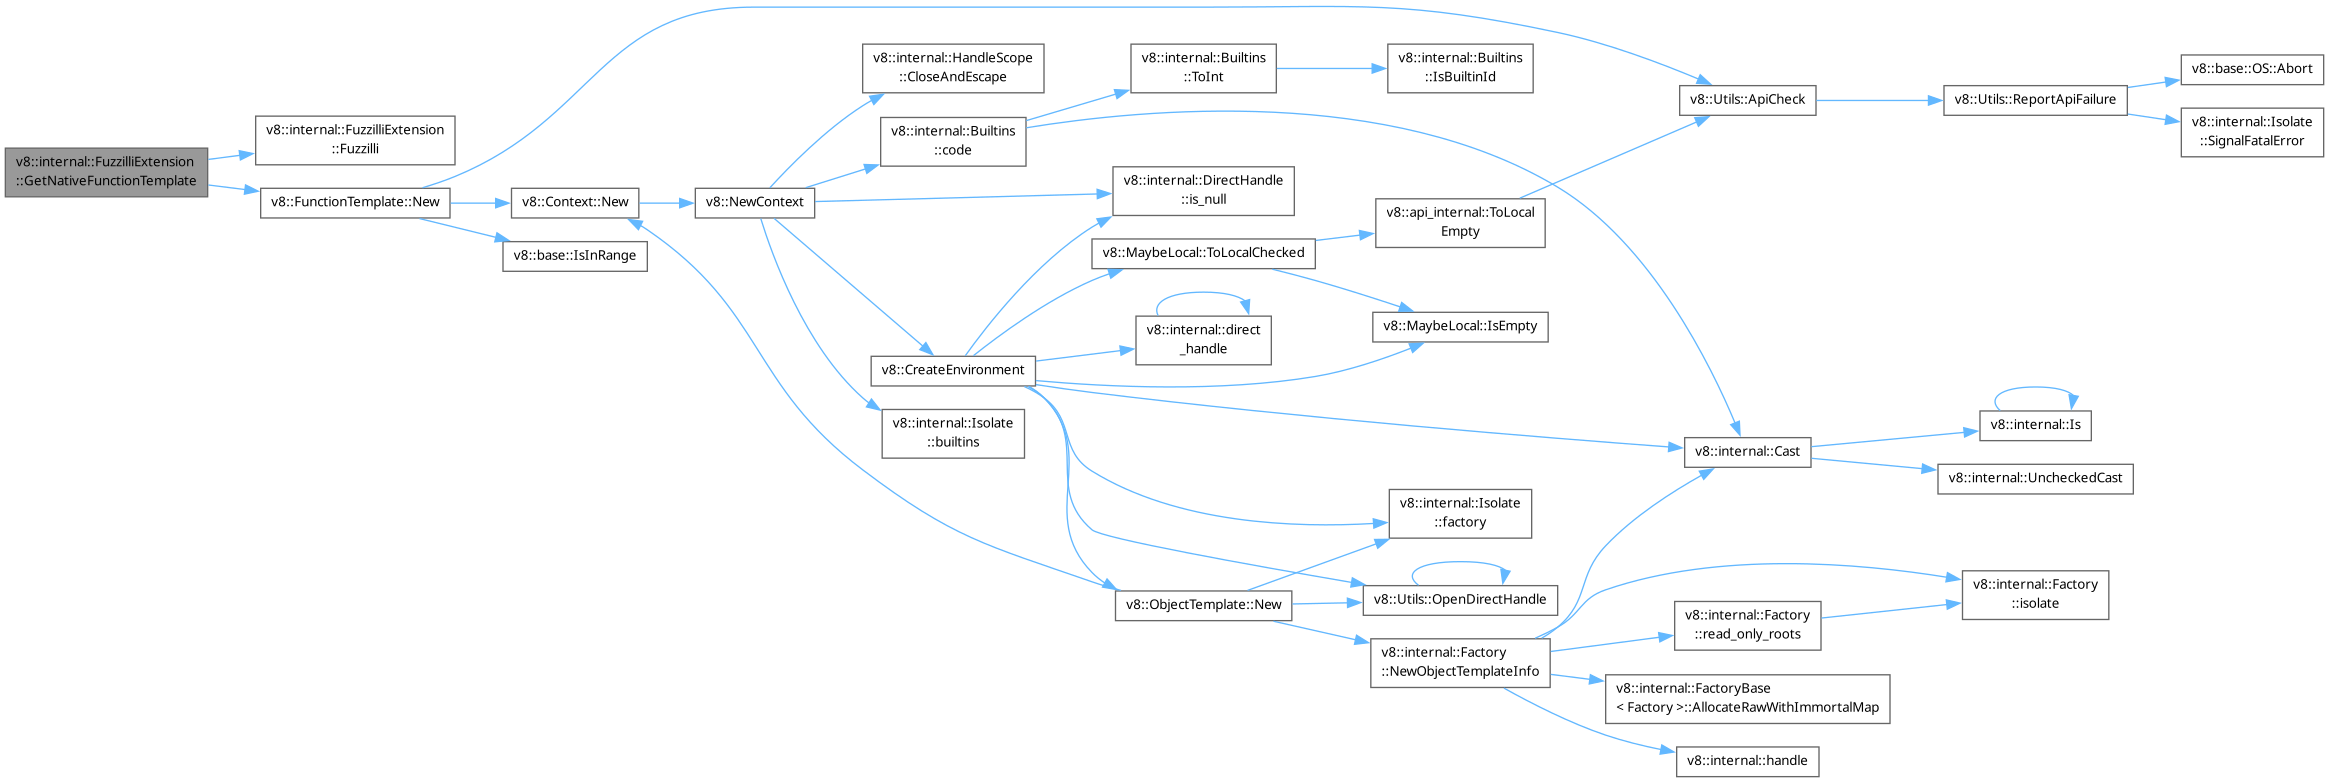 v8::internal::FuzzilliExtension
::GetNativeFunctionTemplate
v8::internal::FuzzilliExtension
::Fuzzilli
v8::FunctionTemplate::New
v8::Context::New
v8::base::IsInRange
v8::NewContext
v8::internal::HandleScope
::CloseAndEscape
v8::internal::Builtins
::code
v8::CreateEnvironment
v8::internal::Isolate
::builtins
v8::internal::Builtins
::ToInt
v8::internal::DirectHandle
::is_null
v8::MaybeLocal::ToLocalChecked
v8::internal::direct
_handle
v8::ObjectTemplate::New
v8::internal::Builtins
::IsBuiltinId
v8::api_internal::ToLocal
Empty
v8::MaybeLocal::IsEmpty
v8::internal::Isolate
::factory
v8::Utils::OpenDirectHandle
v8::internal::Factory
::NewObjectTemplateInfo
v8::Utils::ApiCheck
v8::internal::Cast
v8::internal::Factory
::read_only_roots
v8::internal::FactoryBase
< Factory >::AllocateRawWithImmortalMap
v8::internal::handle
v8::Utils::ReportApiFailure
v8::internal::Is
v8::internal::UncheckedCast
v8::internal::Factory
::isolate
v8::base::OS::Abort
v8::internal::Isolate
::SignalFatalError